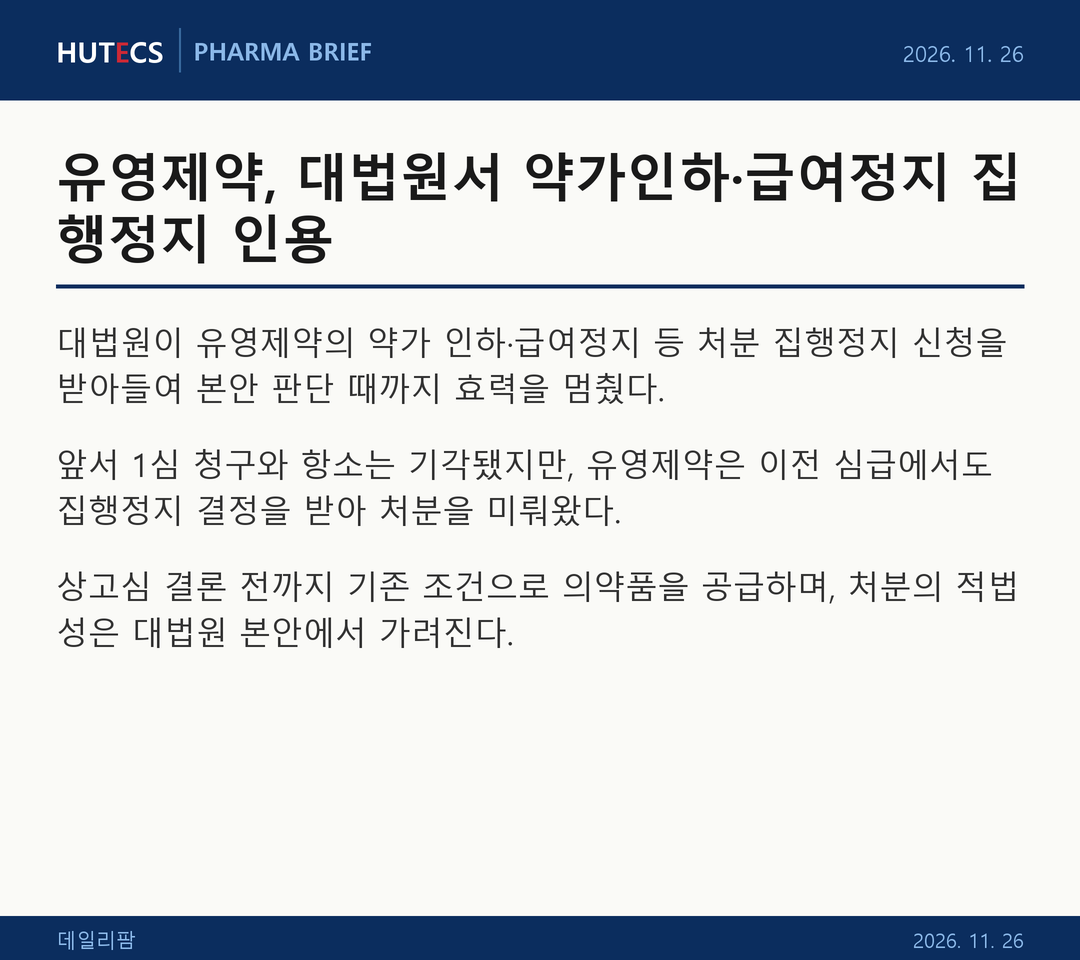 HUTECS PHARMA BRIEF 2026. 11. 26
유영제약, 대법원서 약가인하·급여정지 집
행정지 인용
대법원이 유영제약의 약가 인하·급여정지 등 처분 집행정지 신청을
받아들여 본안 판단 때까지 효력을 멈췄다.
앞서 1심 청구와 항소는 기각됐지만, 유영제약은 이전 심급에서도
집행정지 결정을 받아 처분을 미뤄왔다.
상고심 결론 전까지 기존 조건으로 의약품을 공급하며, 처분의 적법
성은 대법원 본안에서 가려진다.
데일리팜 2026. 11. 26